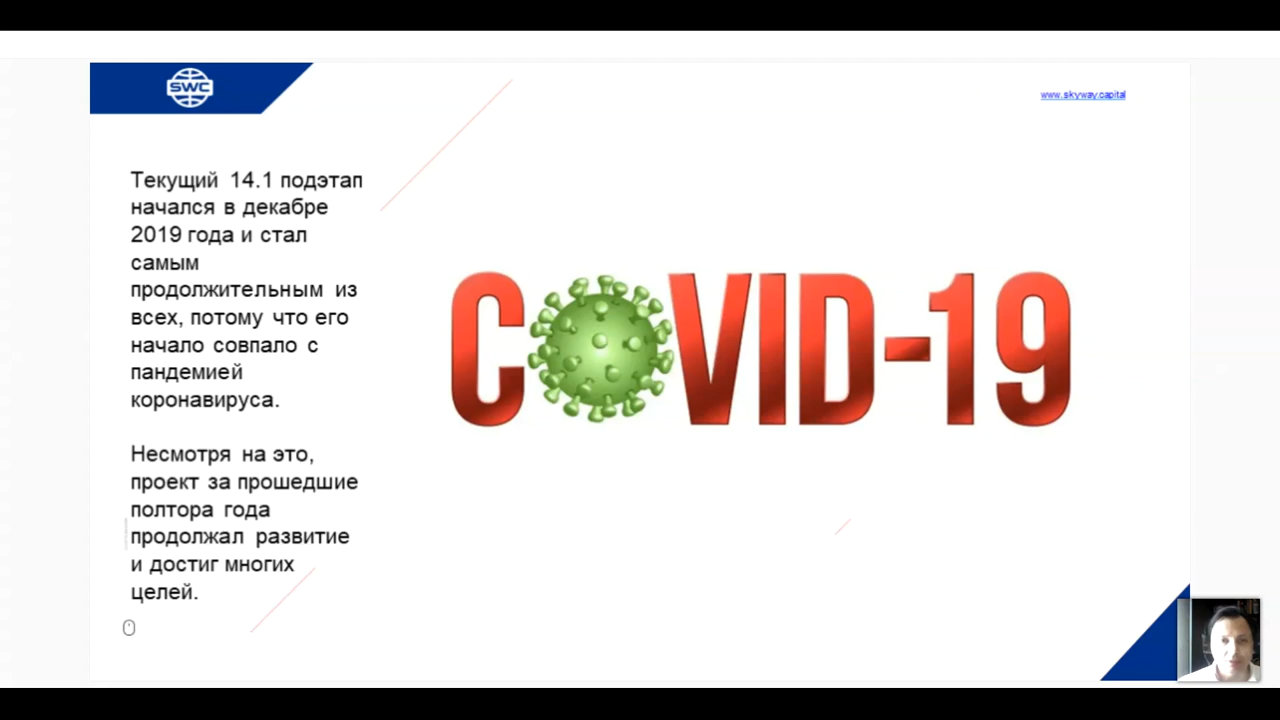 SWC
www.skyway.capital
Текущий 14.1 подэтап
начался в декабре
2019 года и стал
самым
продолжительным из
всех, потому что его
начало совпало с
пандемией
коронавируса.
Несмотря на это,
проект за прошедшие
полтора года
продолжал развитие
и достиг многих
целей.
COVID-19